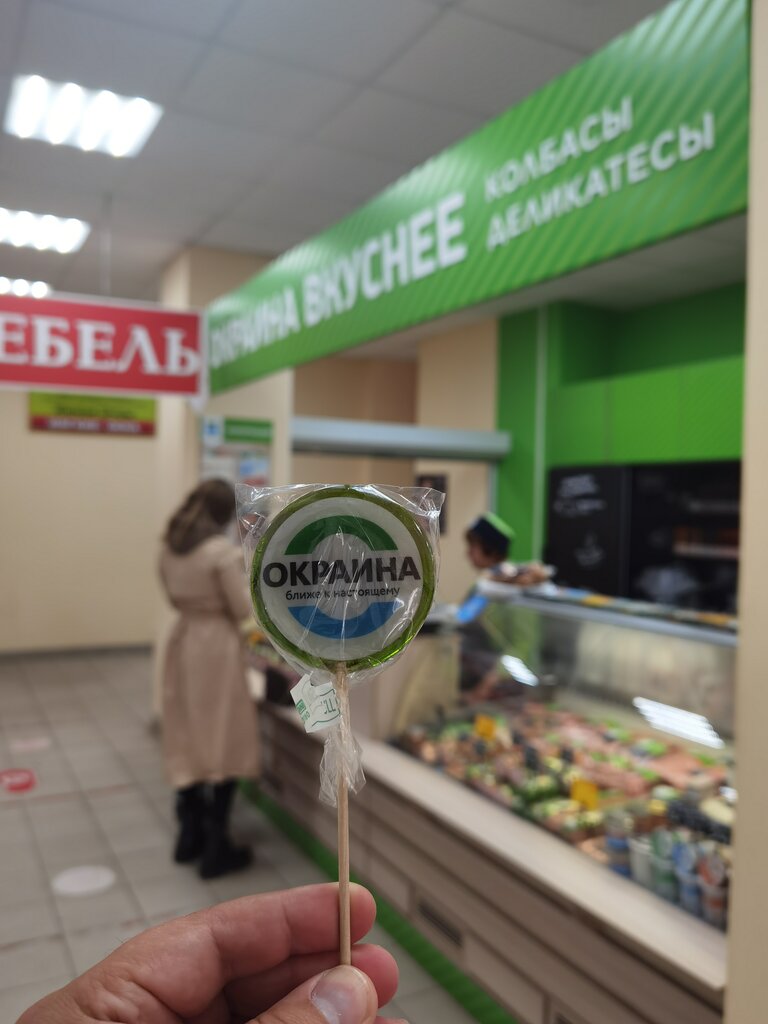 КОЛБАСЫ
ДЕЛИКАТЕСЫ
ОКРАИНА ВКУСНЕЕ
ЕБЕЛЬ
ОКРАИНА
ближе к настоящему